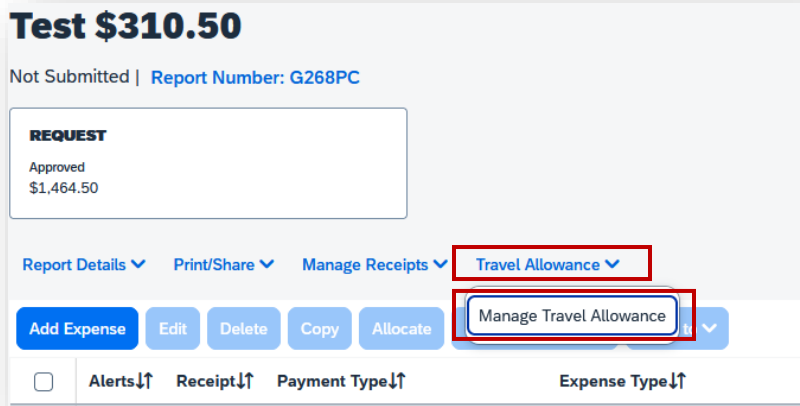 Test $310.50
Not Submitted | Report Number: G268PC
REQUEST
Approved
$1,464.50
Report Details Print/Share Manage Receipts Travel Allowance
Manage Travel Allowance
Add Expense Edit Delete Copy Allocate to
Alerts Receipt Payment Type Expense Type